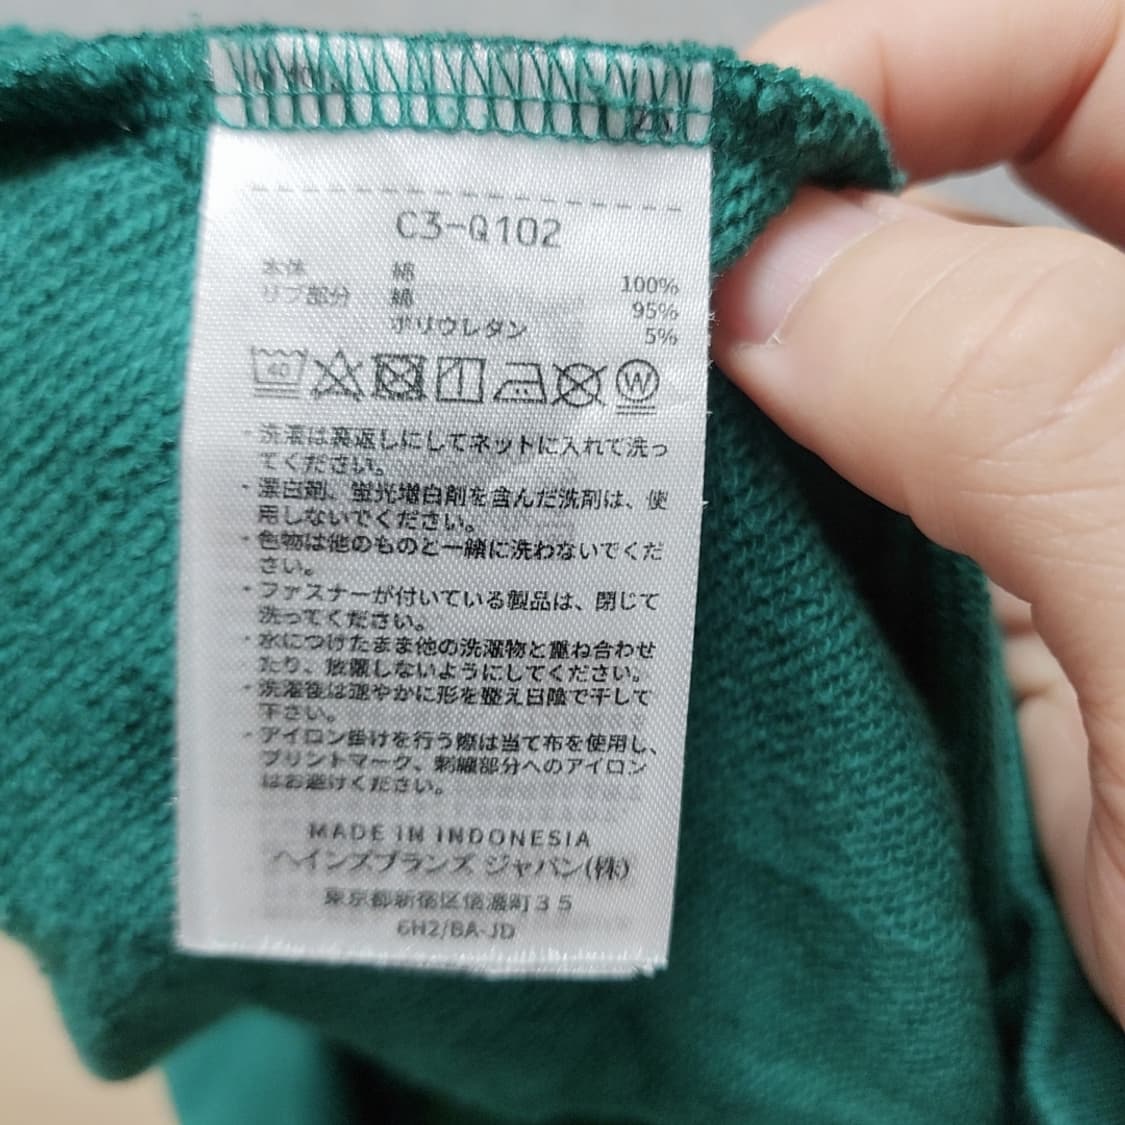 C3-Q102
本体 綿 100%
リブ部分 綿 95%
ポリウレタン 5%
40
W
・洗濯は裏返しにしてネットに入れて洗っ
てください。
・漂白剤、蛍光増白剤を含んだ洗剤は、使
用しないでください。
・色物は他のものと一緒に洗わないでくだ
さい。
・ファスナーが付いている製品は、閉じて
洗ってください。
・水につけたまま他の洗濯物と重ね合わせ
たり、放置しないようにしてください。
・洗濯後は速やかに形を整え日陰で干して
下さい。
・アイロン掛けを行う際は当て布を使用し、
プリントマーク、刺繍部分へのアイロン
はお避けください。
MADE IN INDONESIA
ヘインズブランズ ジャパン(株)
東京都新宿区信濃町35
6H2/BA-JD